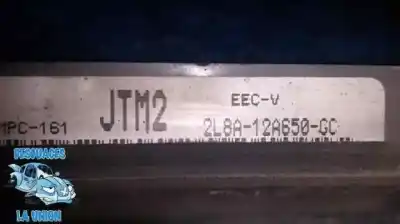 JTM2
EEC-V
MPC-161
2L8A-12A650-GC
DESGUACES
LA UNION